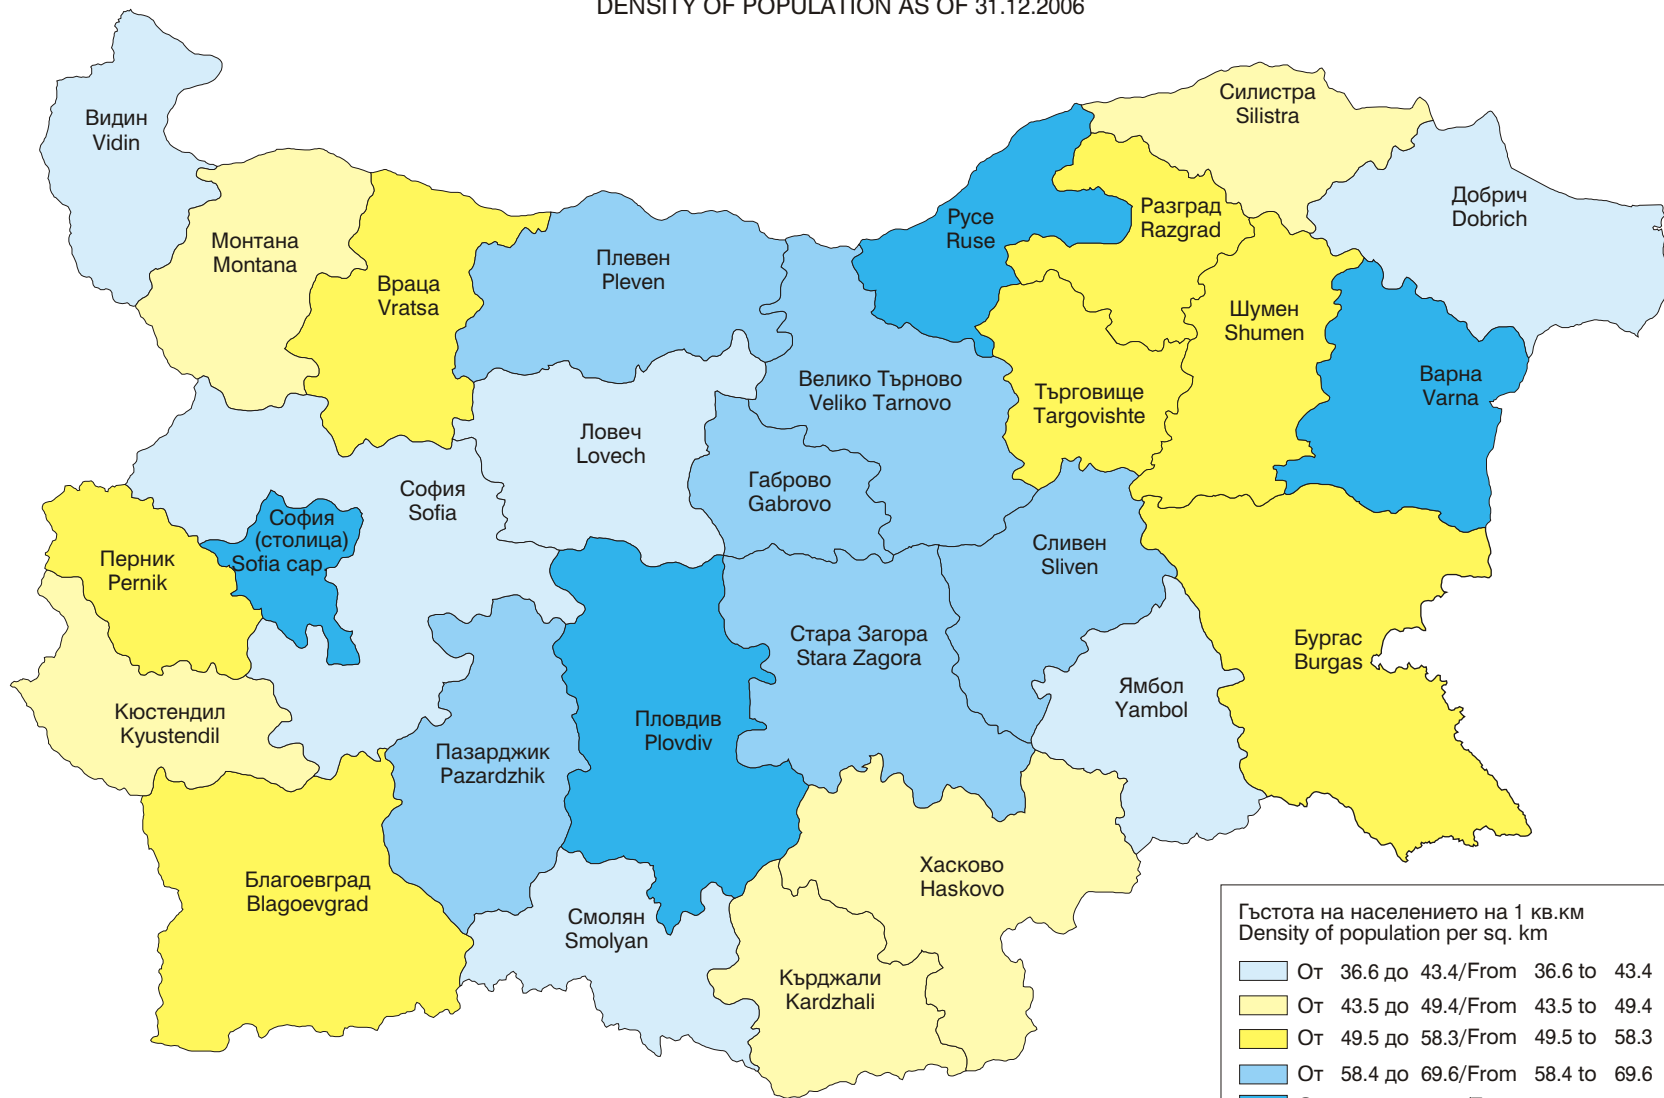 DENSITY OF POPULATION AS OF 31.12.2006
Видин
Vidin
Силистра
Silistra
Добрич
Dobrich
Русе
Ruse
Разград
Razgrad
Монтана
Montana
Враца
Vratsa
Плевен
Pleven
Шумен
Shumen
Варна
Varna
Велико Търново
Veliko Tarnovo
Търговище
Targovishte
Ловеч
Lovech
Габрово
Gabrovo
София
Sofia
София
(столица)
Sofia cap.
Перник
Pernik
Сливен
Sliven
Стара Загора
Stara Zagora
Бургас
Burgas
Ямбол
Yambol
Кюстендил
Kyustendil
Пловдив
Plovdiv
Пазарджик
Pazardzhik
Благоевград
Blagoevgrad
Хасково
Haskovo
Смолян
Smolyan
Кърджали
Kardzhali
Гъстота на населението на 1 кв.км
Density of population per sq. km
От 36.6 до 43.4/From 36.6 to 43.4
От 43.5 до 49.4/From 43.5 to 49.4
От 49.5 до 58.3/From 49.5 to 58.3
От 58.4 до 69.6/From 58.4 to 69.6